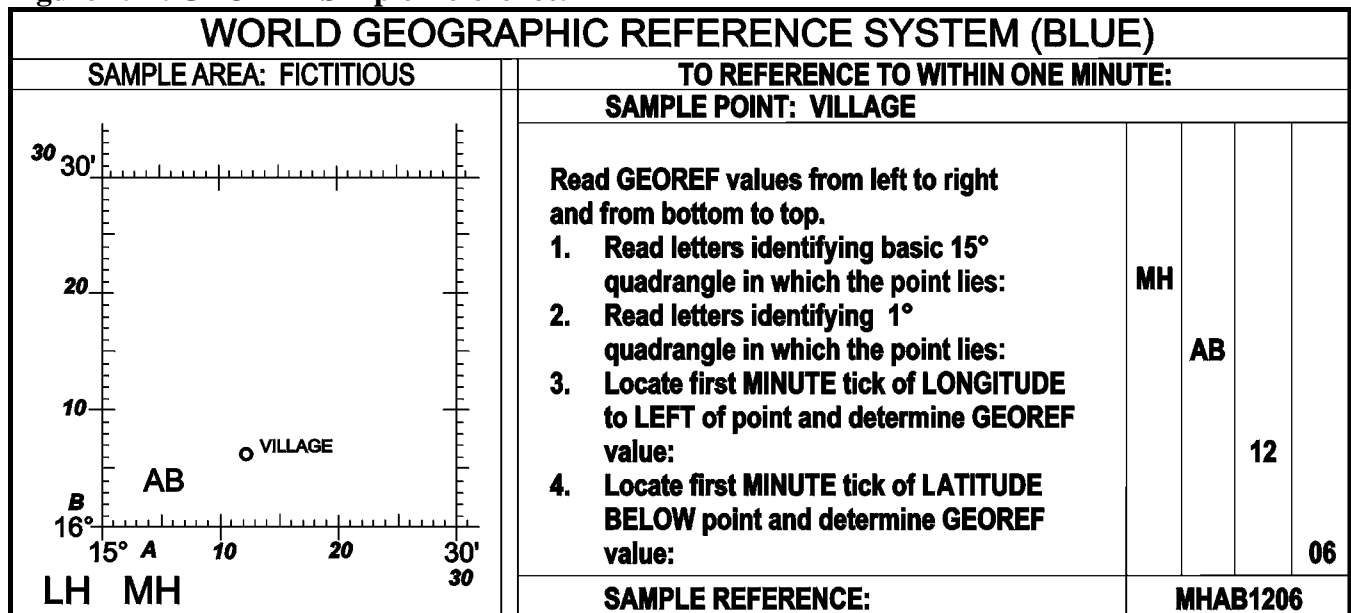 WORLD GEOGRAPHIC REFERENCE SYSTEM (BLUE)
SAMPLE AREA: FICTITIOUS
30 30'
20
10
VILLAGE
AB
B
16°
15° A 10 20 30'
30
LH MH
TO REFERENCE TO WITHIN ONE MINUTE:
SAMPLE POINT: VILLAGE
Read GEOREF values from left to right
and from bottom to top.
1. Read letters identifying basic 15°
quadrangle in which the point lies: MH
2. Read letters identifying 1°
quadrangle in which the point lies: AB
3. Locate first MINUTE tick of LONGITUDE
to LEFT of point and determine GEOREF
value: 12
4. Locate first MINUTE tick of LATITUDE
BELOW point and determine GEOREF
value: 06
SAMPLE REFERENCE: MHAB1206